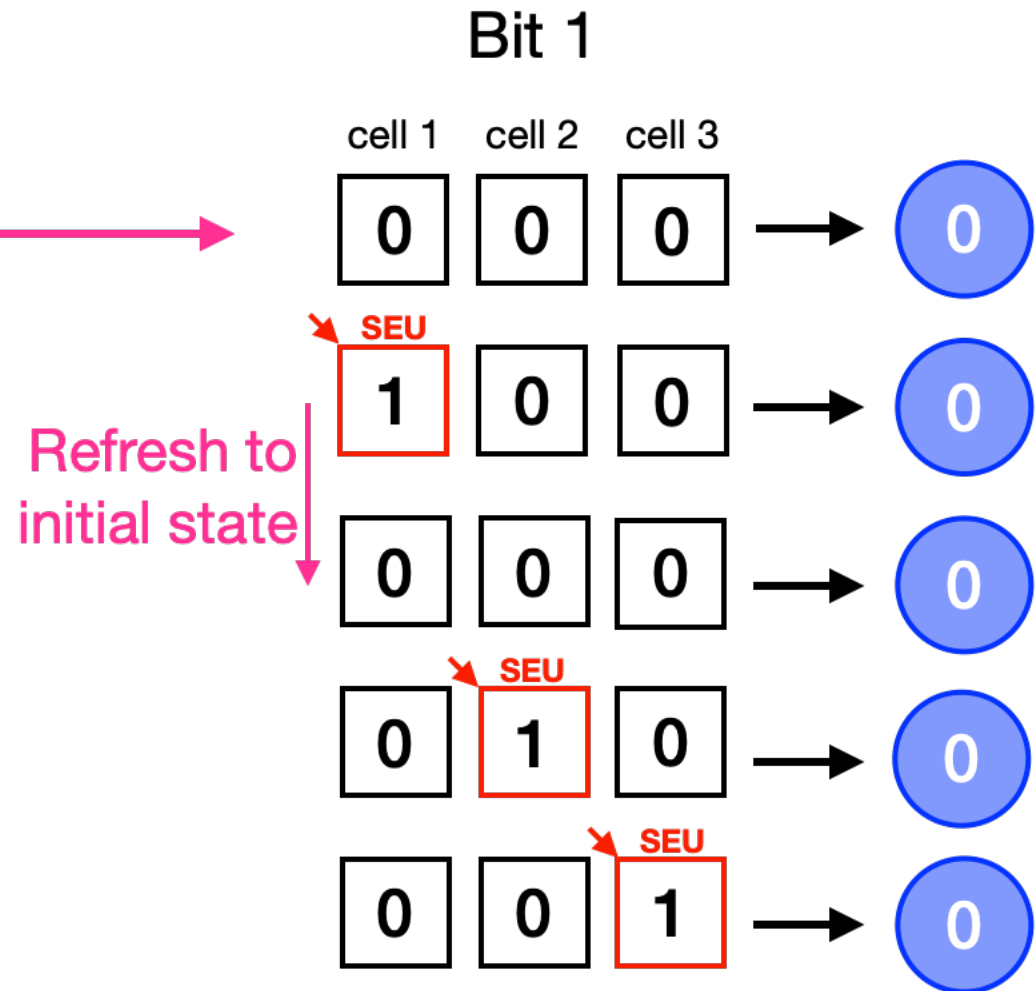 Bit 1
cell 1 cell 2 cell 3
0 0 0 0
SEU
1 0 0 0
Refresh to
initial state
0 0 0 0
SEU
0 1 0 0
SEU
0 0 1 0